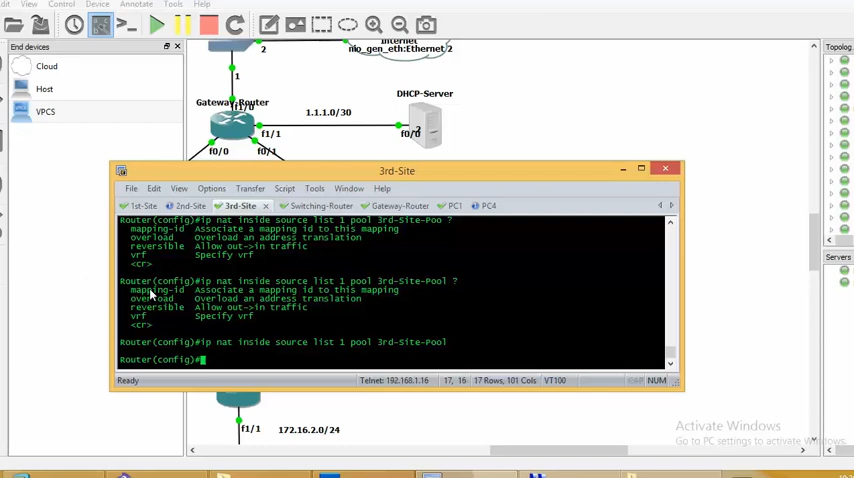 dit View Control Device Annotate Tools Help
End devices
Cloud
Host
VPCS
Topolog
Servers
Internet
nio_gen_eth:Ethernet 2
2
1
Gateway-Router
f1/0
f1/1
f0/0
f0/1
1.1.1.0/30
DHCP-Server
f0/0
3rd-Site
File Edit View Options Transfer Script Tools Window Help
1st-Site 2nd-Site 3rd-Site Switching-Router Gateway-Router PC1 PC4
Router(config)#ip nat inside source list 1 pool 3rd-Site-Poo ?
mapping-id Associate a mapping id to this mapping
overload Overload an address translation
reversible Allow out->in traffic
vrf Specify vrf
<cr>
Router(config)#ip nat inside source list 1 pool 3rd-Site-Pool ?
mapping-id Associate a mapping id to this mapping
overload Overload an address translation
reversible Allow out->in traffic
vrf Specify vrf
<cr>
Router(config)#ip nat inside source list 1 pool 3rd-Site-Pool
Router(config)#
Ready Telnet: 192.168.1.16 17, 16 17 Rows, 101 Cols VT100 CAP NUM
f1/1
172.16.2.0/24
Activate Windows
Go to PC settings to activate Windows.